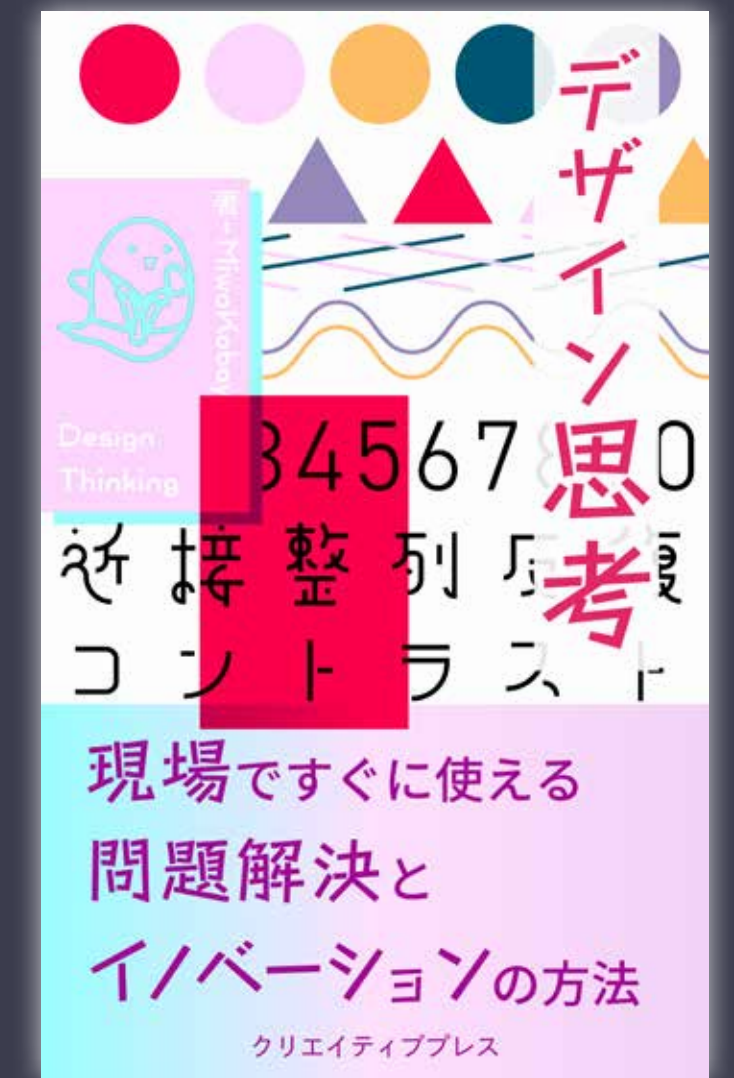 デザイン思考
著・MiwaKobay
Design
Thinking
34567 0
近接整列反復
コントラスト
現場ですぐに使える
問題解決と
イノベーションの方法
クリエイティブプレス